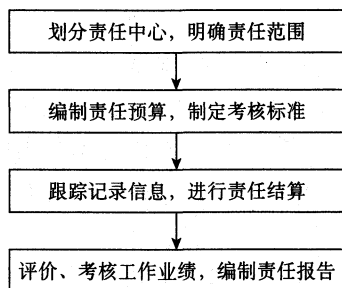 划分责任中心，明确责任范围
编制责任预算，制定考核标准
跟踪记录信息，进行责任结算
评价、考核工作业绩，编制责任报告